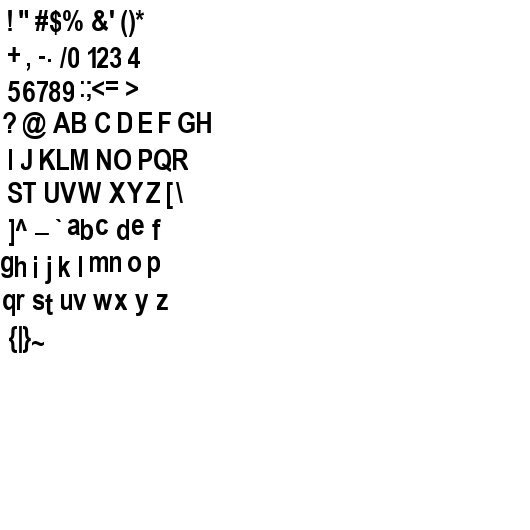 ! " #$% &' ()*
+ , -. /0 123 4
56789 :;<= >
? @ AB C D E F GH
I J KLM NO PQR
ST UVW XYZ [ \
]^ _ ` abc de f
gh i j k l mn o p
qr st uv wx y z
{|}~